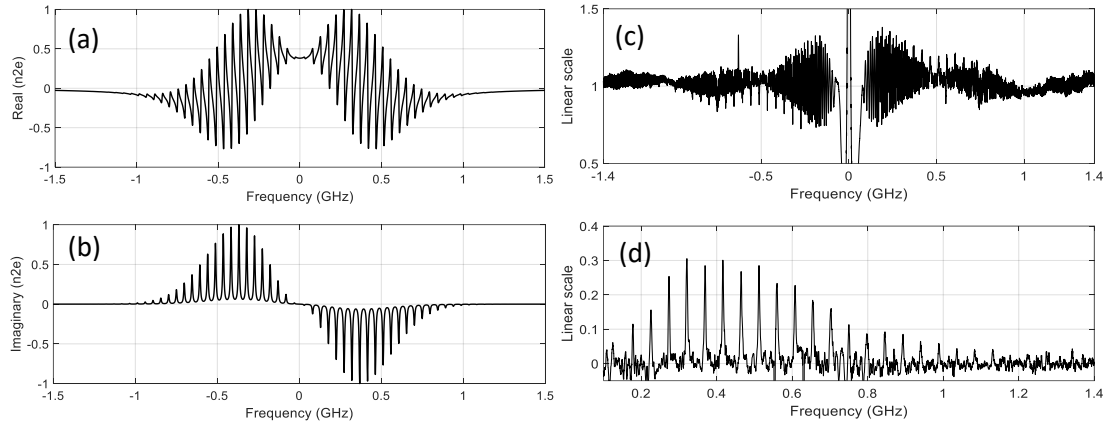 (a)
Real (n2e)
1
0.5
0
-0.5
-1
-1.5 -1 -0.5 0 0.5 1 1.5
Frequency (GHz)
(b)
Imaginary (n2e)
1
0.5
0
-0.5
-1
-1.5 -1 -0.5 0 0.5 1 1.5
Frequency (GHz)
(c)
Linear scale
1.5
1
0.5
-1.4 -0.5 0 0.5 1 1.4
Frequency (GHz)
(d)
Linear scale
0.4
0.3
0.2
0.1
0
0.2 0.4 0.6 0.8 1 1.2 1.4
Frequency (GHz)